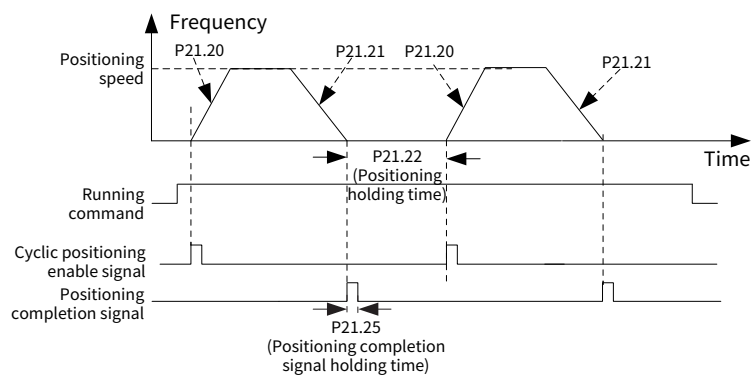 Frequency
P21.20
P21.21
P21.20
P21.21
Positioning
speed
P21.22
(Positioning
holding time)
Time
Running
command
Cyclic positioning
enable signal
Positioning
completion signal
P21.25
(Positioning completion
signal holding time)